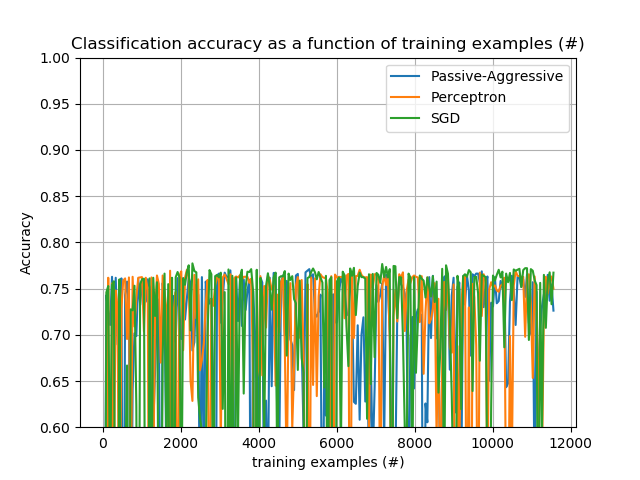 Classification accuracy as a function of training examples (#)
1.00
0.95
0.90
0.85
0.80
0.75
0.70
0.65
0.60
Accuracy
Passive-Aggressive
Perceptron
SGD
0
2000
4000
6000
8000
10000
12000
training examples (#)